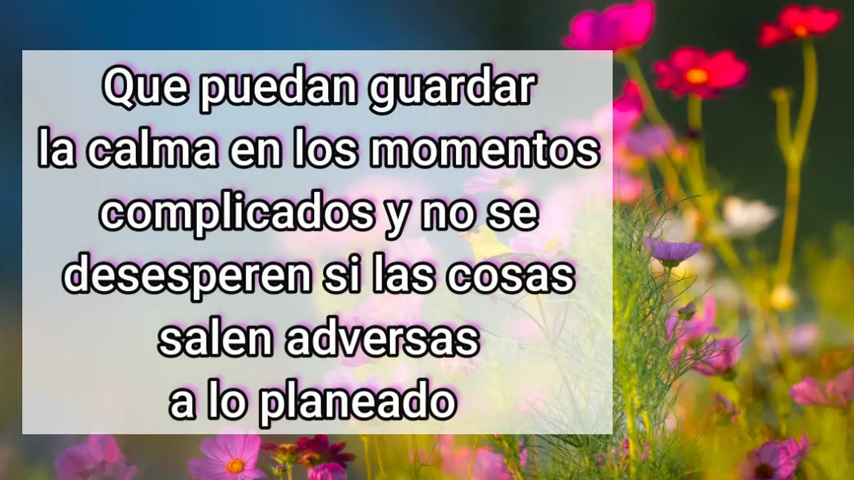 Que puedan guardar
la calma en los momentos
complicados y no se
desesperen si las cosas
salen adversas
a lo planeado